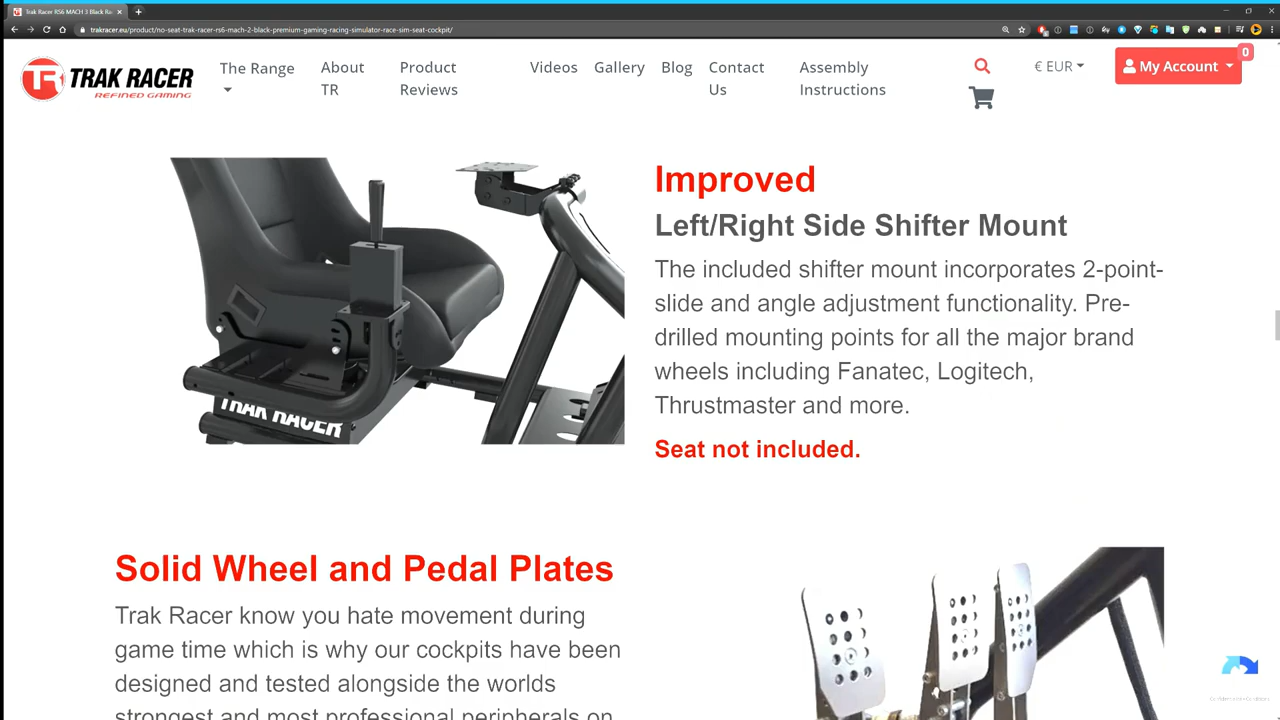 Trak Racer RS6 MACH 3 Black Ra
trakracer.eu/product/no-seat-trak-racer-rs6-mach-2-black-premium-gaming-racing-simulator-race-sim-seat-cockpit/
TR TRAK RACER
REFINED GAMING
The Range
About
TR
Product
Reviews
Videos
Gallery
Blog
Contact
Us
Assembly
Instructions
€ EUR
My Account
0
Improved
Left/Right Side Shifter Mount
The included shifter mount incorporates 2-point-
slide and angle adjustment functionality. Pre-
drilled mounting points for all the major brand
wheels including Fanatec, Logitech,
Thrustmaster and more.
Seat not included.
TRAK RACER
Solid Wheel and Pedal Plates
Trak Racer know you hate movement during
game time which is why our cockpits have been
designed and tested alongside the worlds
strongest and most professional peripherals on